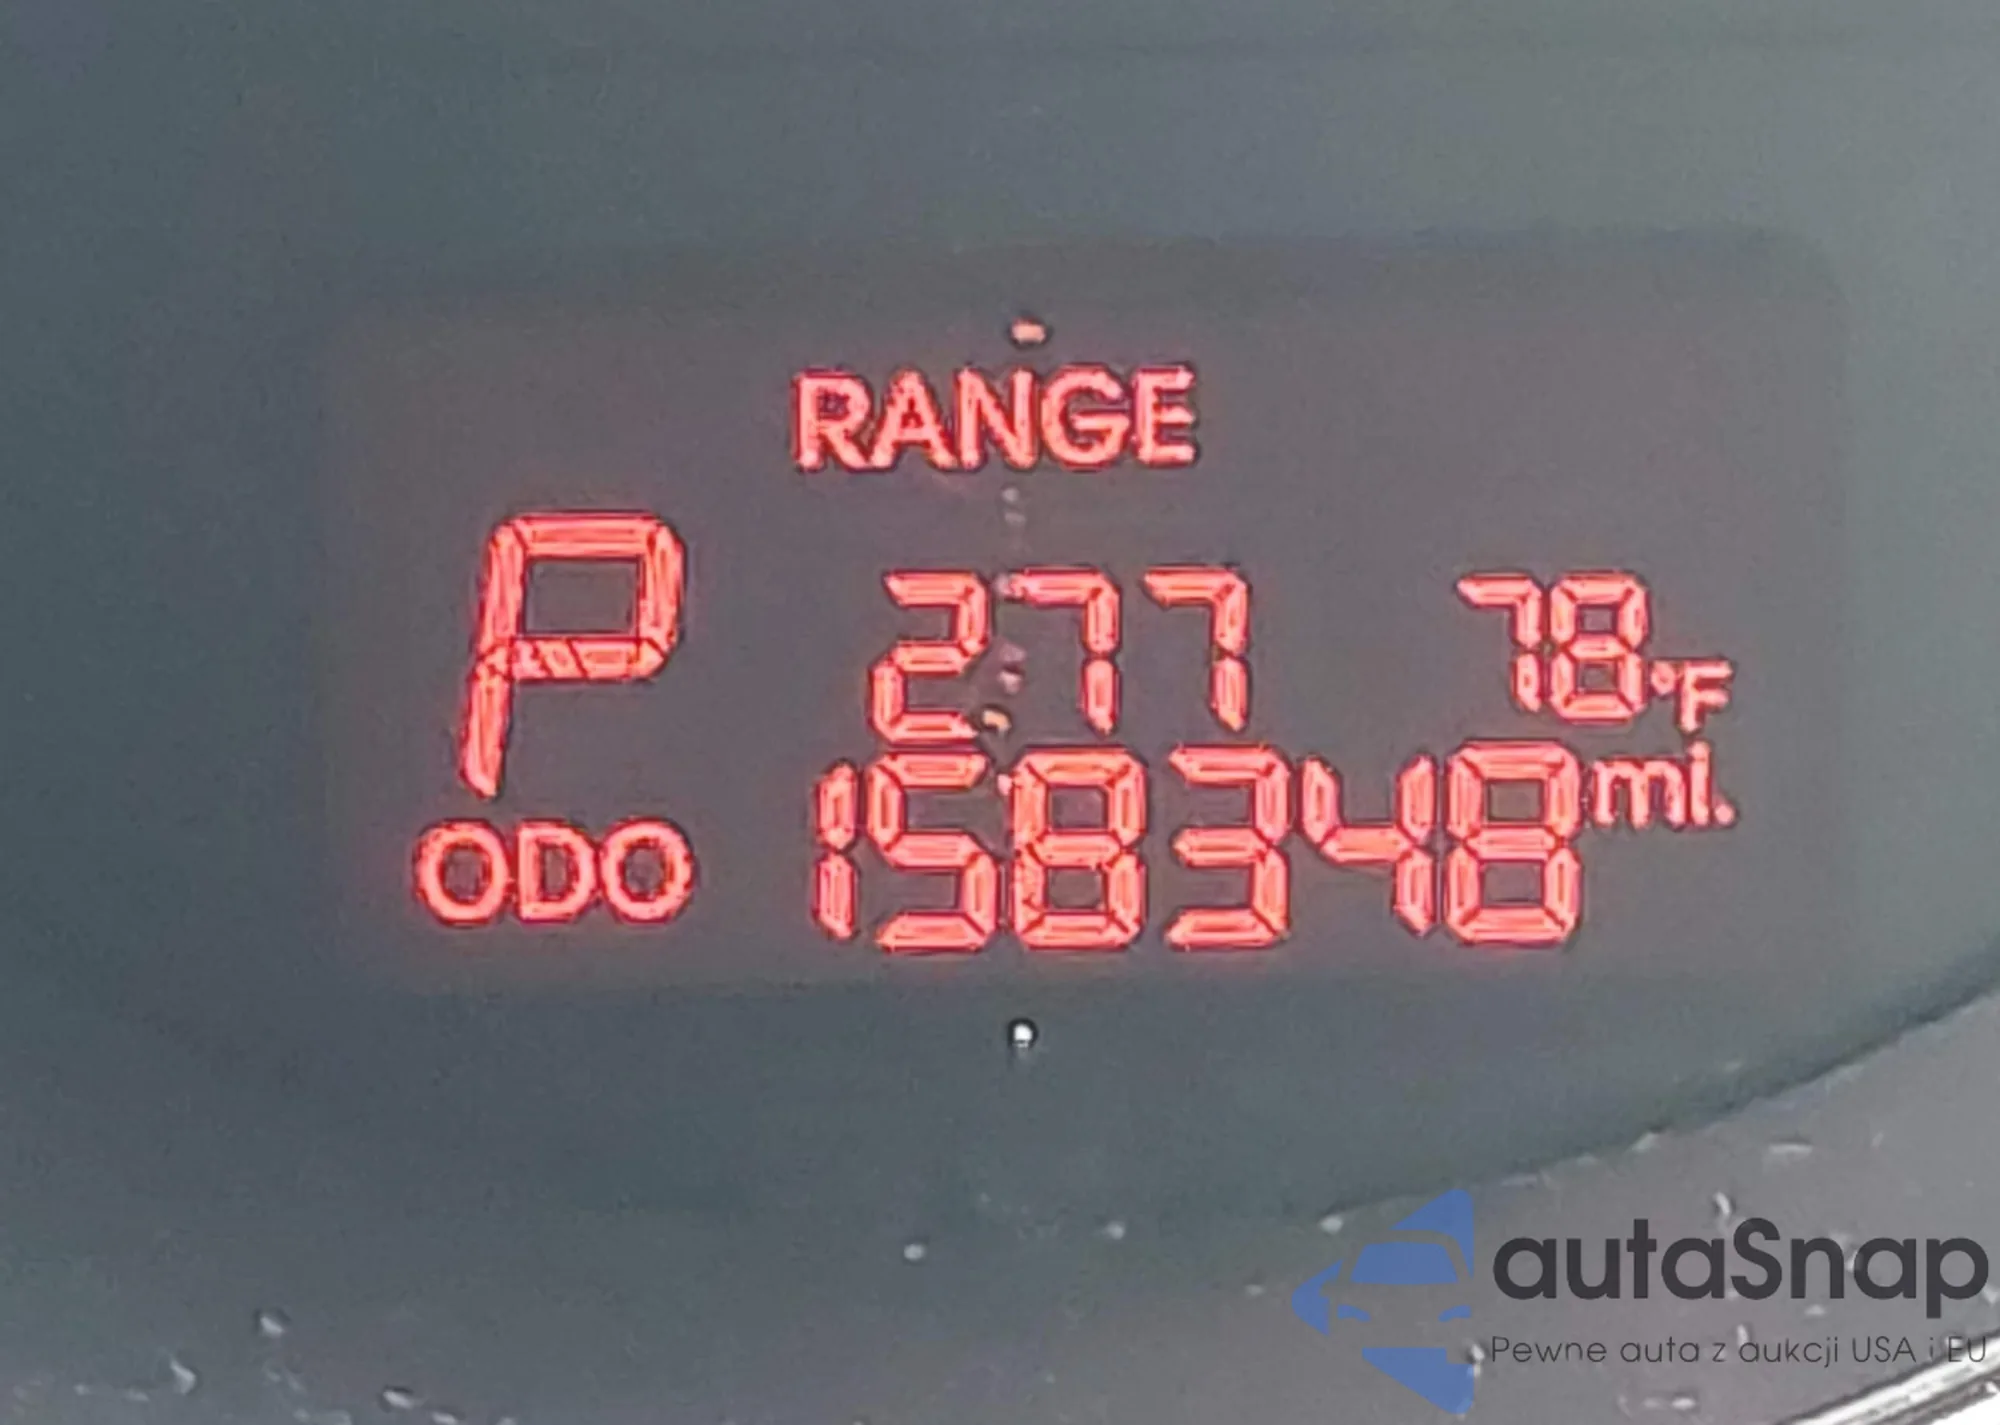 RANGE
P 277 78°F
ODO 158348 mi.
autaSnap
Pewne auta z aukcji USA i EU